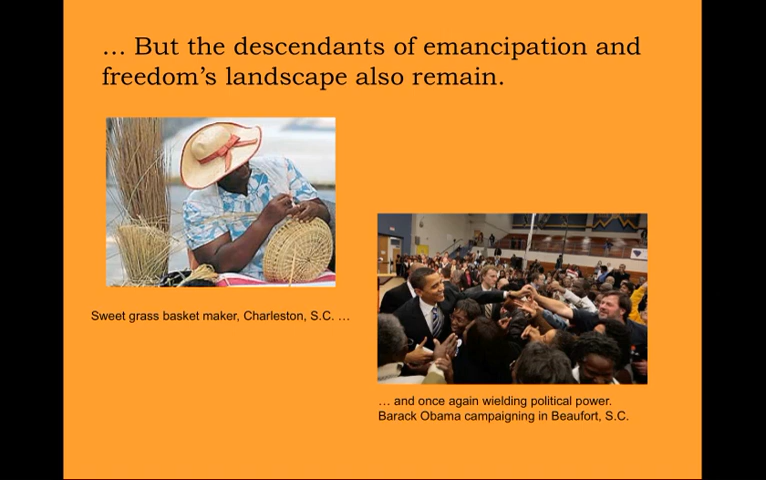 … But the descendants of emancipation and
freedom’s landscape also remain.
Sweet grass basket maker, Charleston, S.C. …
… and once again wielding political power.
Barack Obama campaigning in Beaufort, S.C.